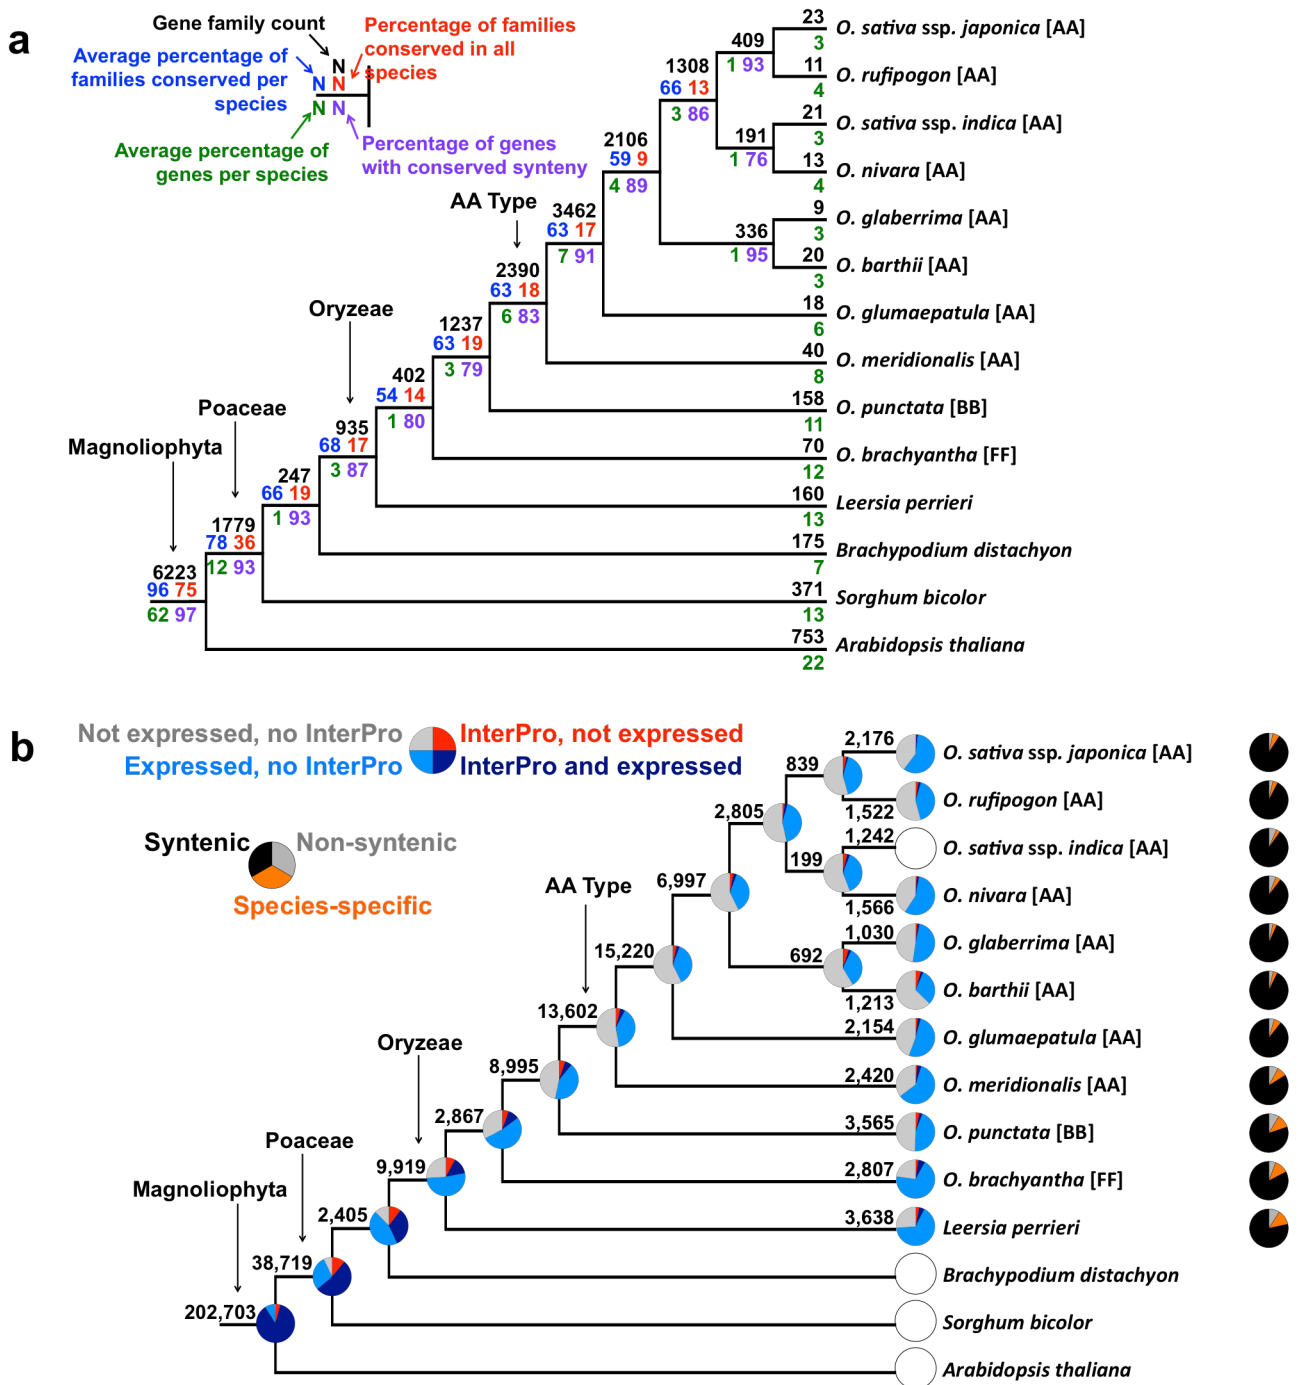 a
Gene family count
Percentage of families
conserved in all
species
Average percentage of
families conserved per
species
N
N N
N N
Average percentage of
genes per species
Percentage of genes
with conserved synteny
AA Type
Oryzeae
Poaceae
Magnoliophyta
6223
96 75
62 97
1779
78 36
12 93
247
66 19
1 93
935
68 17
3 87
402
54 14
1 80
1237
63 19
3 79
2390
63 18
6 83
3462
63 17
7 91
2106
59 9
4 89
1308
66 13
3 86
409
1 93
191
1 76
336
1 95
23
3
O. sativa ssp. japonica [AA]
11
4
O. rufipogon [AA]
21
3
O. sativa ssp. indica [AA]
13
4
O. nivara [AA]
9
3
O. glaberrima [AA]
20
3
O. barthii [AA]
18
6
O. glumaepatula [AA]
40
8
O. meridionalis [AA]
158
11
O. punctata [BB]
70
12
O. brachyantha [FF]
160
13
Leersia perrieri
175
7
Brachypodium distachyon
371
13
Sorghum bicolor
753
22
Arabidopsis thaliana
b
Not expressed, no InterPro
InterPro, not expressed
Expressed, no InterPro
InterPro and expressed
Syntenic
Non-syntenic
Species-specific
AA Type
Oryzeae
Poaceae
Magnoliophyta
202,703
38,719
2,405
9,919
2,867
8,995
13,602
15,220
6,997
2,805
839
199
692
2,176
O. sativa ssp. japonica [AA]
1,522
O. rufipogon [AA]
1,242
O. sativa ssp. indica [AA]
1,566
O. nivara [AA]
1,030
O. glaberrima [AA]
1,213
O. barthii [AA]
2,154
O. glumaepatula [AA]
2,420
O. meridionalis [AA]
3,565
O. punctata [BB]
2,807
O. brachyantha [FF]
3,638
Leersia perrieri
Brachypodium distachyon
Sorghum bicolor
Arabidopsis thaliana